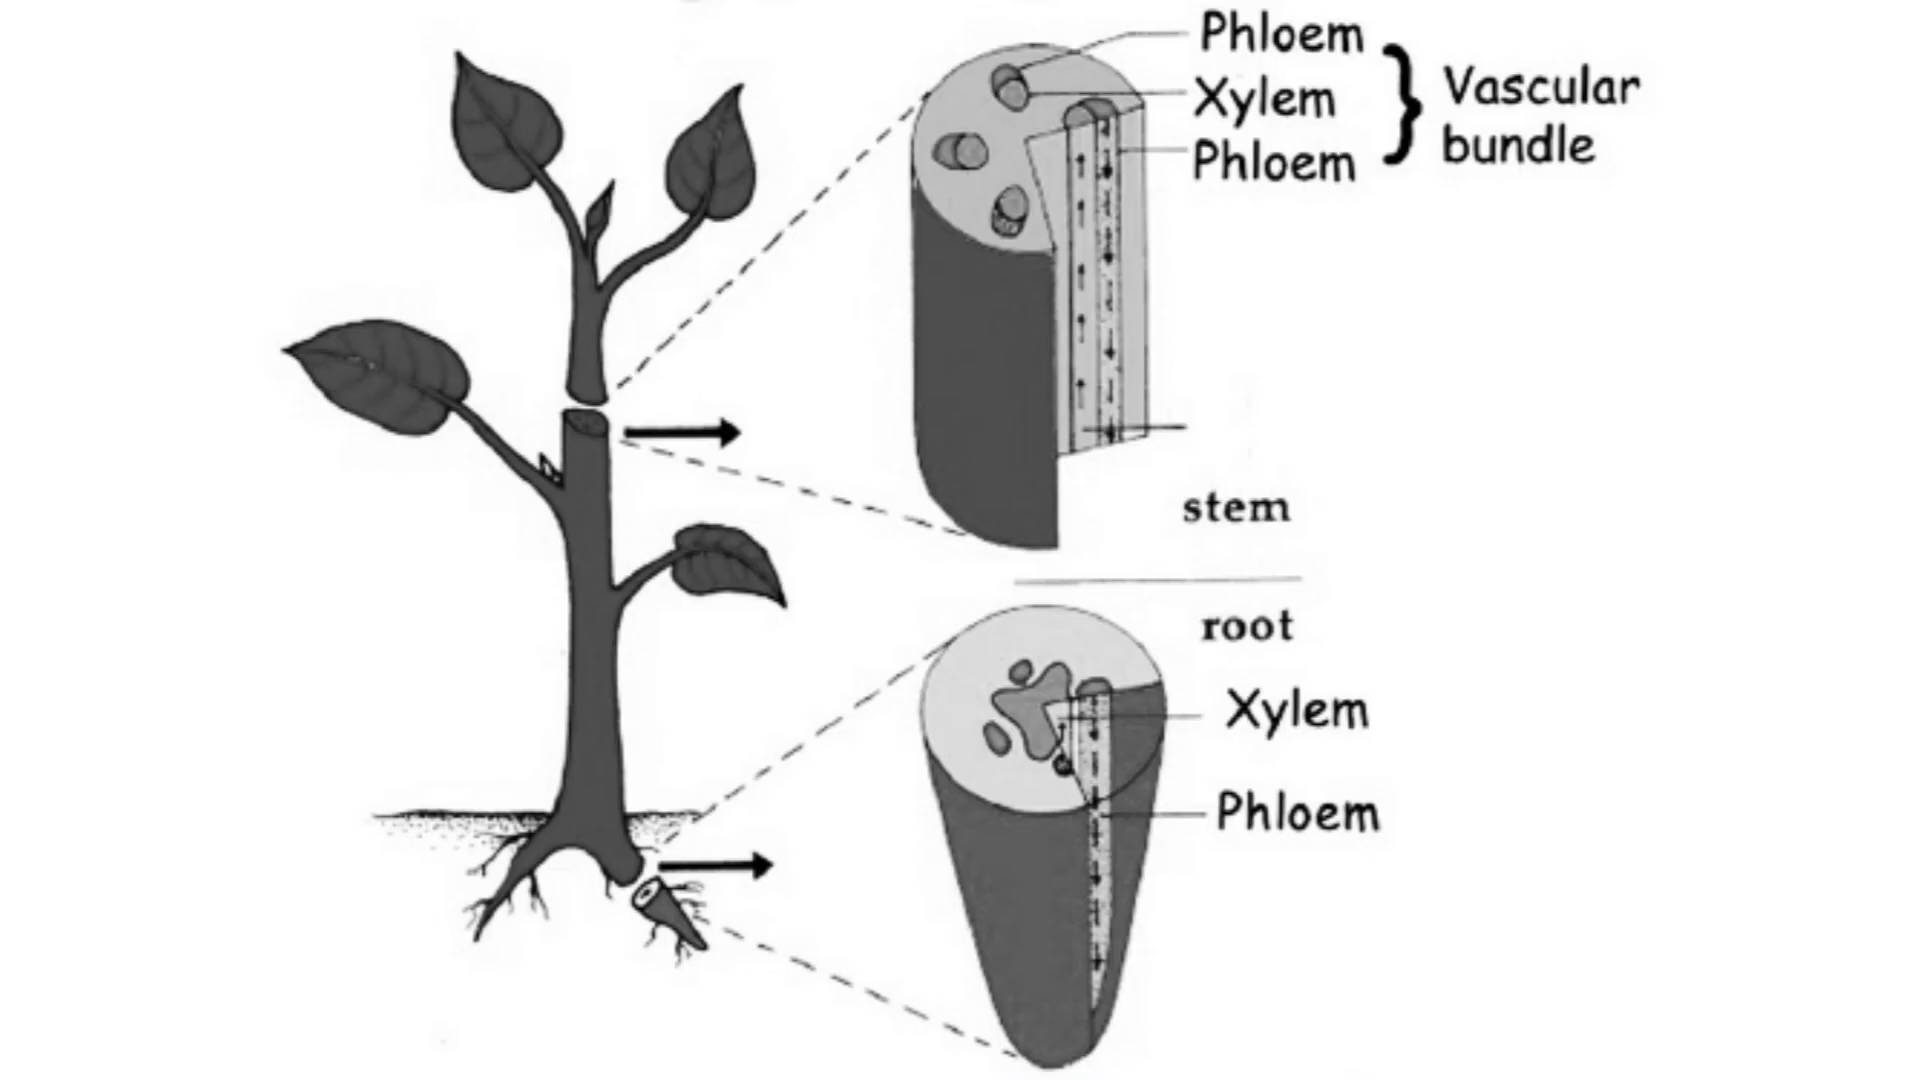 Phloem
Xylem
Phloem
Vascular
bundle
stem
root
Xylem
Phloem